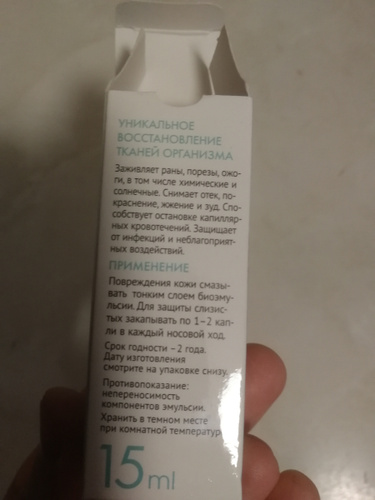 УНИКАЛЬНОЕ
ВОССТАНОВЛЕНИЕ
ТКАНЕЙ ОРГАНИЗМА
Заживляет раны, порезы, ожо-
ги, в том числе химические и
солнечные. Снимает отек, по-
краснение, жжение и зуд. Спо-
собствует остановке капилляр-
ных кровотечений. Защищает
от инфекций и неблагоприят-
ных воздействий.
ПРИМЕНЕНИЕ
Повреждения кожи смазы-
вать тонким слоем биоэму-
льсии. Для защиты слизис-
тых закапывать по 1–2 кап-
ли в каждый носовой ход.
Срок годности – 2 года.
Дату изготовления
смотрите на упаковке снизу.
Противопоказание:
непереносимость
компонентов эмульсии.
Хранить в темном месте
при комнатной температуре
15ml